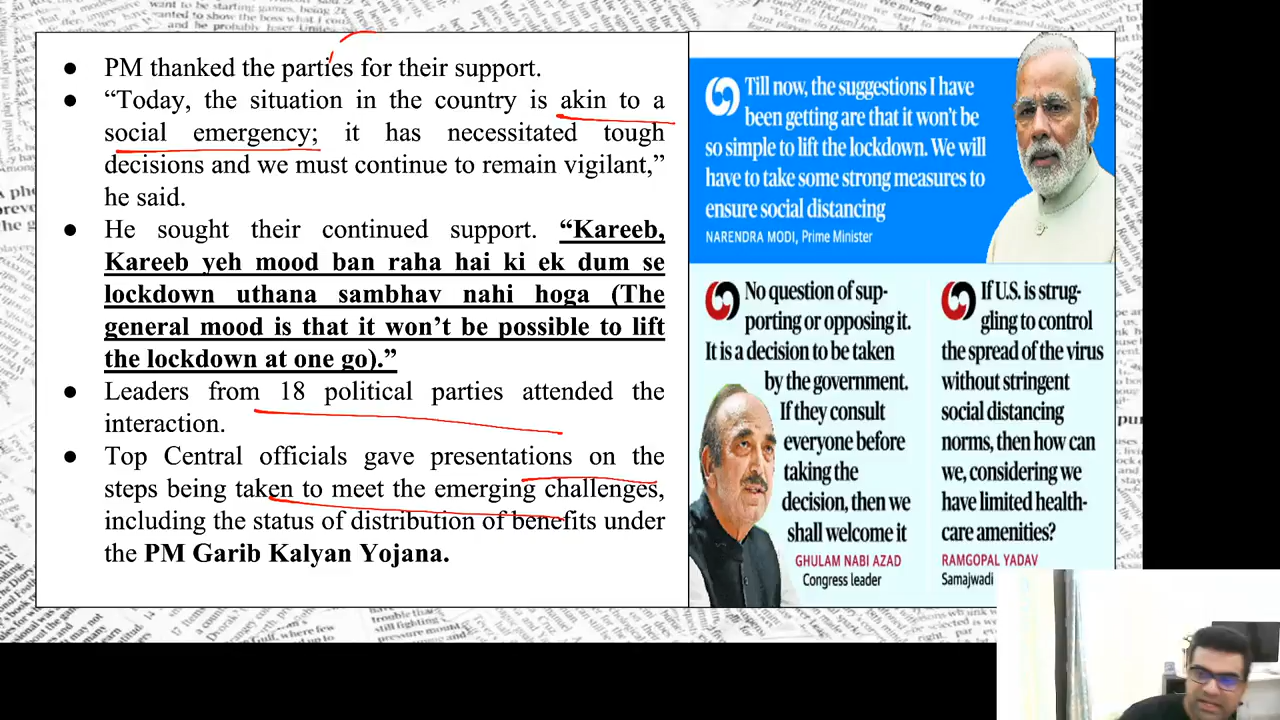 ● PM thanked the parties for their support.
● “Today, the situation in the country is akin to a
social emergency; it has necessitated tough
decisions and we must continue to remain vigilant,”
he said.
● He sought their continued support. “Kareeb,
Kareeb yeh mood ban raha hai ki ek dum se
lockdown uthana sambhav nahi hoga (The
general mood is that it won’t be possible to lift
the lockdown at one go).”
● Leaders from 18 political parties attended the
interaction.
● Top Central officials gave presentations on the
steps being taken to meet the emerging challenges,
including the status of distribution of benefits under
the PM Garib Kalyan Yojana.
Till now, the suggestions I have
been getting are that it won't be
so simple to lift the lockdown. We will
have to take some strong measures to
ensure social distancing
NARENDRA MODI, Prime Minister
No question of sup-
porting or opposing it.
It is a decision to be taken
by the government.
If they consult
everyone before
taking the
decision, then we
shall welcome it
GHULAM NABI AZAD
Congress leader
If U.S. is strug-
gling to control
the spread of the virus
without stringent
social distancing
norms, then how can
we, considering we
have limited health-
care amenities?
RAMGOPAL YADAV
Samajwadi